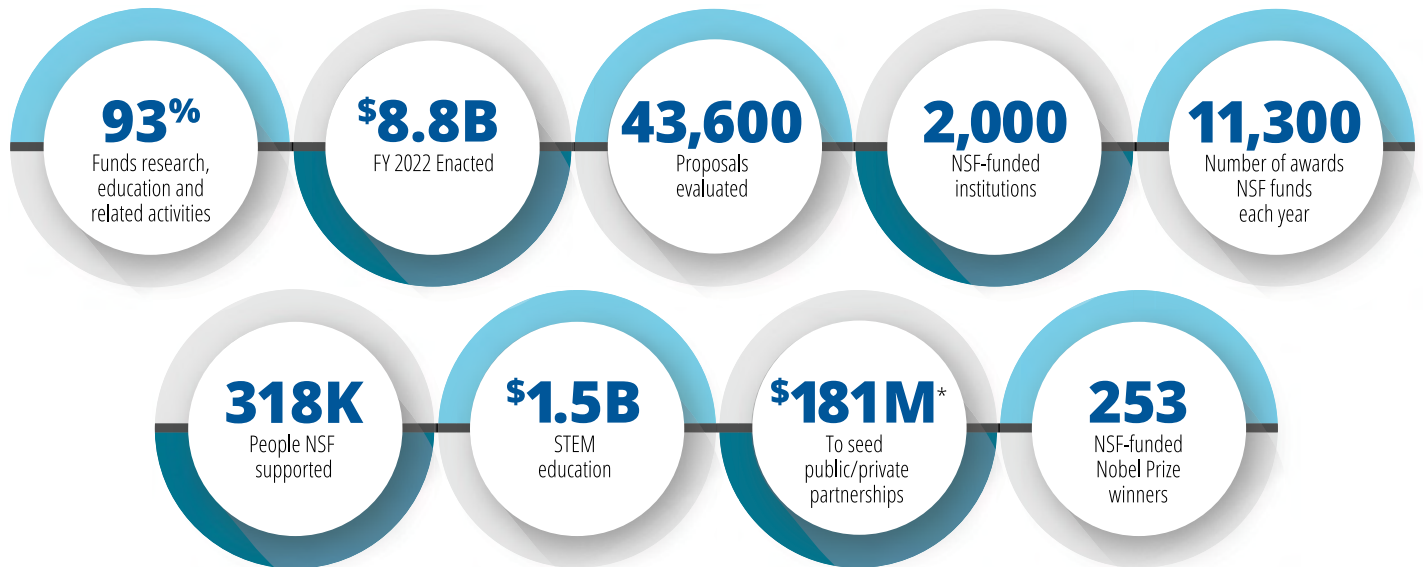 93%
Funds research,
education and
related activities
$8.8B
FY 2022 Enacted
43,600
Proposals
evaluated
2,000
NSF-funded
institutions
11,300
Number of awards
NSF funds
each year
318K
People NSF
supported
$1.5B
STEM
education
$181M*
To seed
public/private
partnerships
253
NSF-funded
Nobel Prize
winners